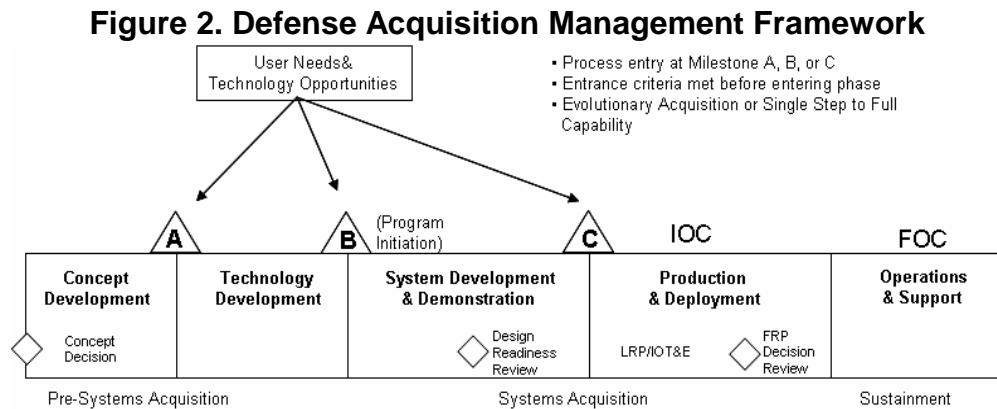 Figure 2. Defense Acquisition Management Framework
User Needs&
Technology Opportunities
▪ Process entry at Milestone A, B, or C
▪ Entrance criteria met before entering phase
▪ Evolutionary Acquisition or Single Step to Full
Capability
A
B
(Program
Initiation)
C
IOC
FOC
Concept
Development
Technology
Development
System Development
& Demonstration
Production
& Deployment
Operations
& Support
Concept
Decision
Design
Readiness
Review
LRP/IOT&E
FRP
Decision
Review
Pre-Systems Acquisition
Systems Acquisition
Sustainment